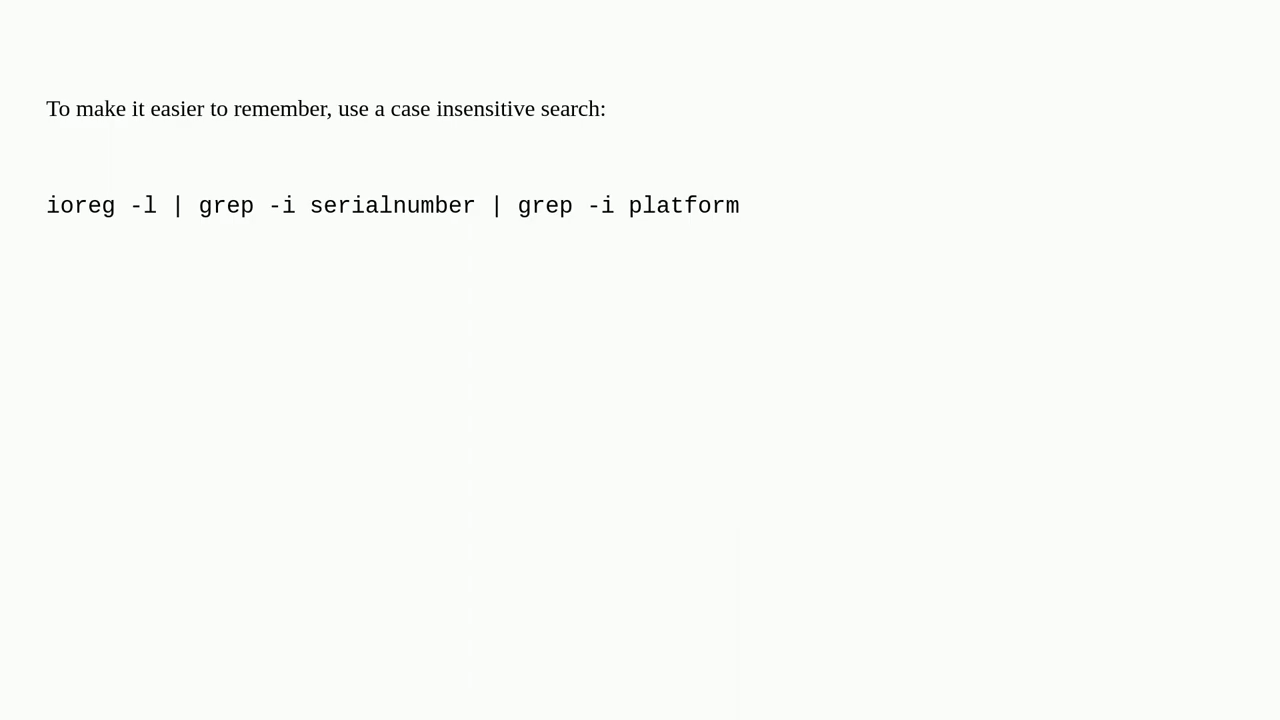 To make it easier to remember, use a case insensitive search:
ioreg -l | grep -i serialnumber | grep -i platform